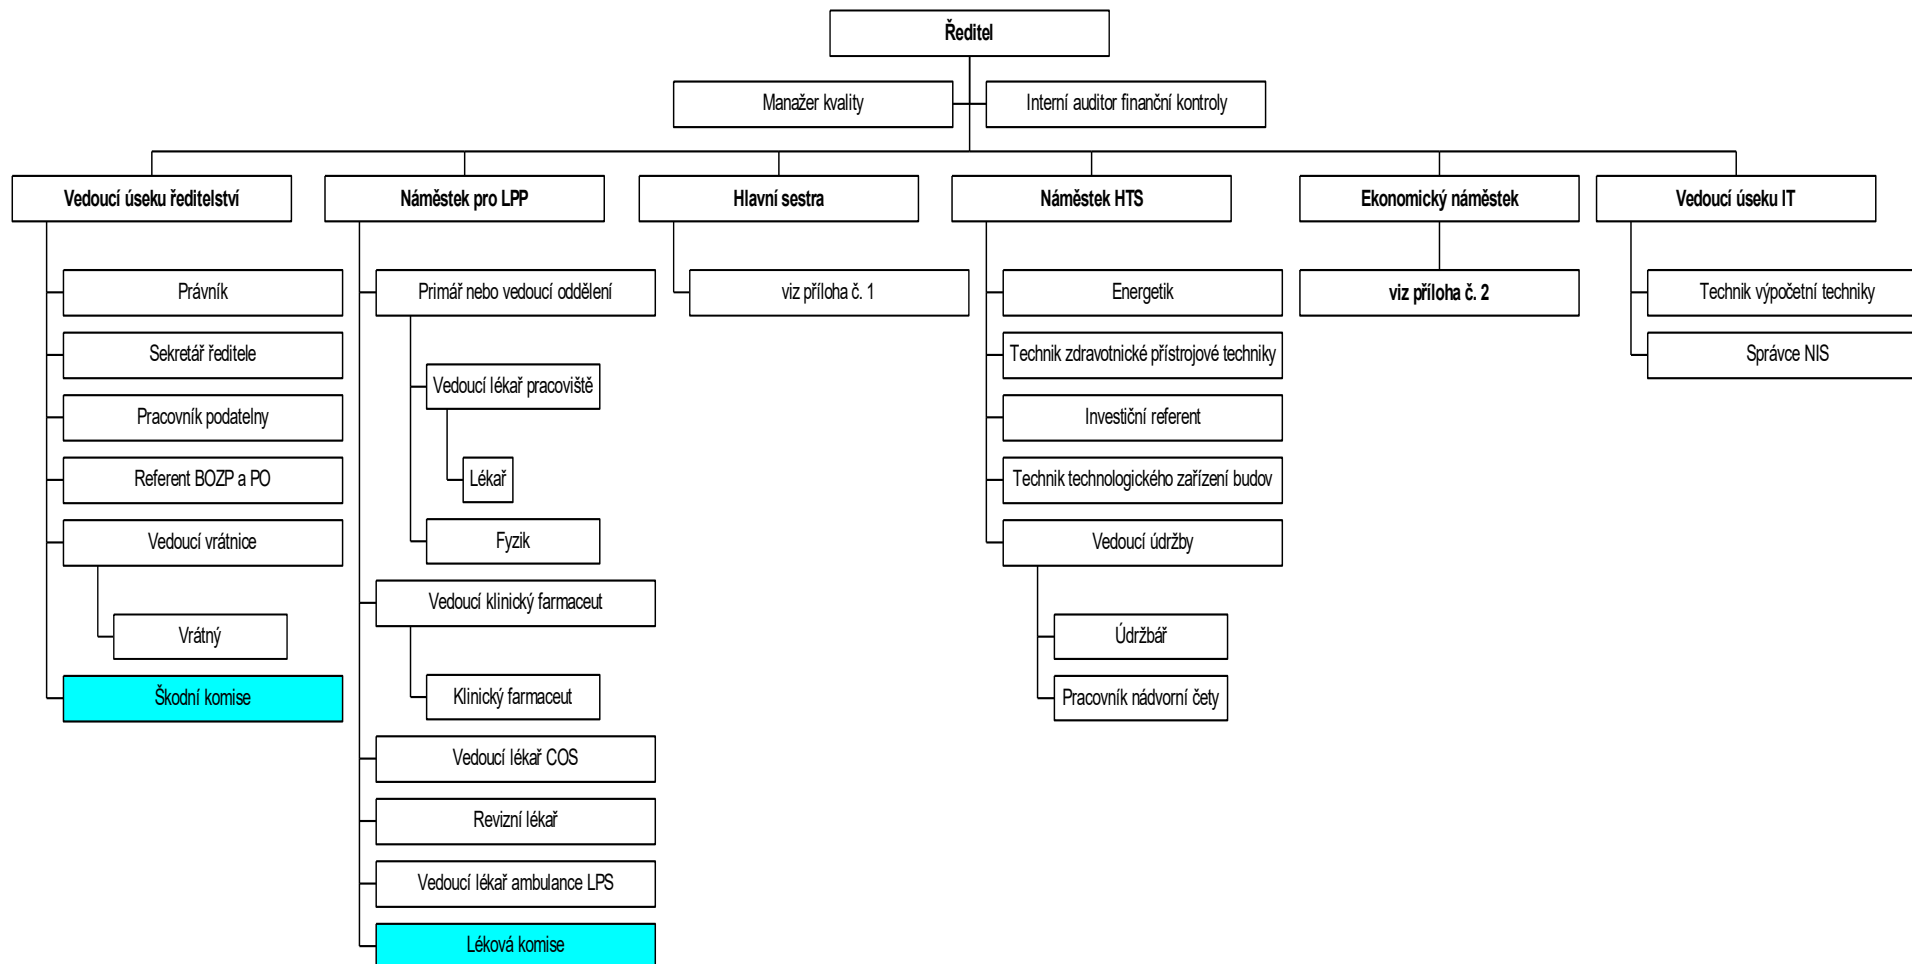 Ředitel
Manažer kvality
Interní auditor finanční kontroly
Vedoucí úseku ředitelství
Náměstek pro LPP
Hlavní sestra
Náměstek HTS
Ekonomický náměstek
Vedoucí úseku IT
Právník
Sekretář ředitele
Pracovník podatelny
Referent BOZP a PO
Vedoucí vrátnice
Vrátný
Škodní komise
Primář nebo vedoucí oddělení
Vedoucí lékař pracoviště
Lékař
Fyzik
Vedoucí klinický farmaceut
Klinický farmaceut
Vedoucí lékař COS
Revizní lékař
Vedoucí lékař ambulance LPS
Léková komise
viz příloha č. 1
Energetik
Technik zdravotnické přístrojové techniky
Investiční referent
Technik technologického zařízení budov
Vedoucí údržby
Údržbář
Pracovník nádvorní čety
viz příloha č. 2
Technik výpočetní techniky
Správce NIS